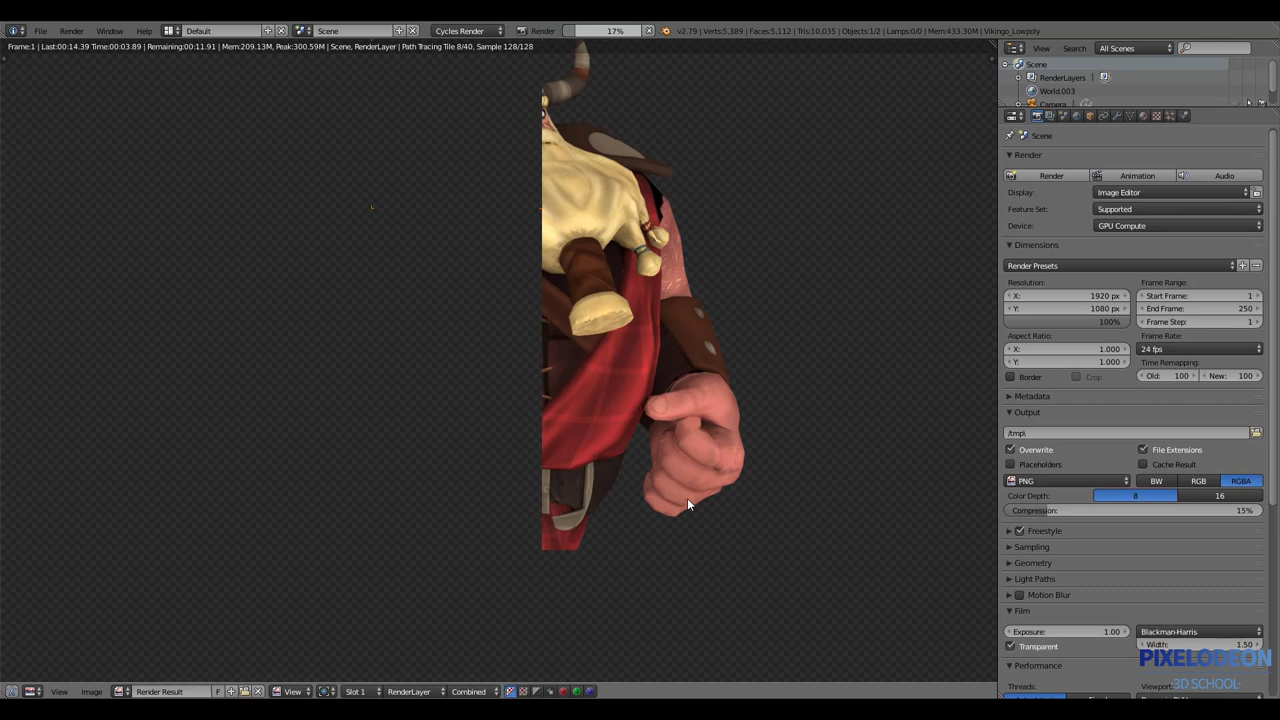 File Render Window Help Default Scene Cycles Render Render 17% v2.79 | Verts:5,389 | Faces:5,112 | Tris:10,035 | Objects:1/2 | Lamps:0/0 | Mem:433.30M | Vikingo_Lowpoly
Frame:1 | Last:00:14.39 Time:00:03.89 | Remaining:00:11.91 | Mem:209.13M, Peak:300.59M | Scene, RenderLayer | Path Tracing Tile 8/40, Sample 128/128
View Search All Scenes
Scene
RenderLayers
World.003
Camera
Scene
Render
Render Animation Audio
Display: Image Editor
Feature Set: Supported
Device: GPU Compute
Dimensions
Render Presets
Resolution: Frame Range:
X: 1920 px Start Frame: 1
Y: 1080 px End Frame: 250
100% Frame Step: 1
Aspect Ratio: Frame Rate:
X: 1.000 24 fps
Y: 1.000 Time Remapping:
Border Crop Old: 100 New: 100
Metadata
Output
/tmp\
Overwrite File Extensions
Placeholders Cache Result
PNG BW RGB RGBA
Color Depth: 8 16
Compression: 15%
Freestyle
Sampling
Geometry
Light Paths
Motion Blur
Film
Exposure: 1.00 Blackman-Harris
Transparent Width: 1.50
Performance
Threads: Viewport:
PIXELODEON
3D SCHOOL
View Image Render Result F View Slot 1 RenderLayer Combined